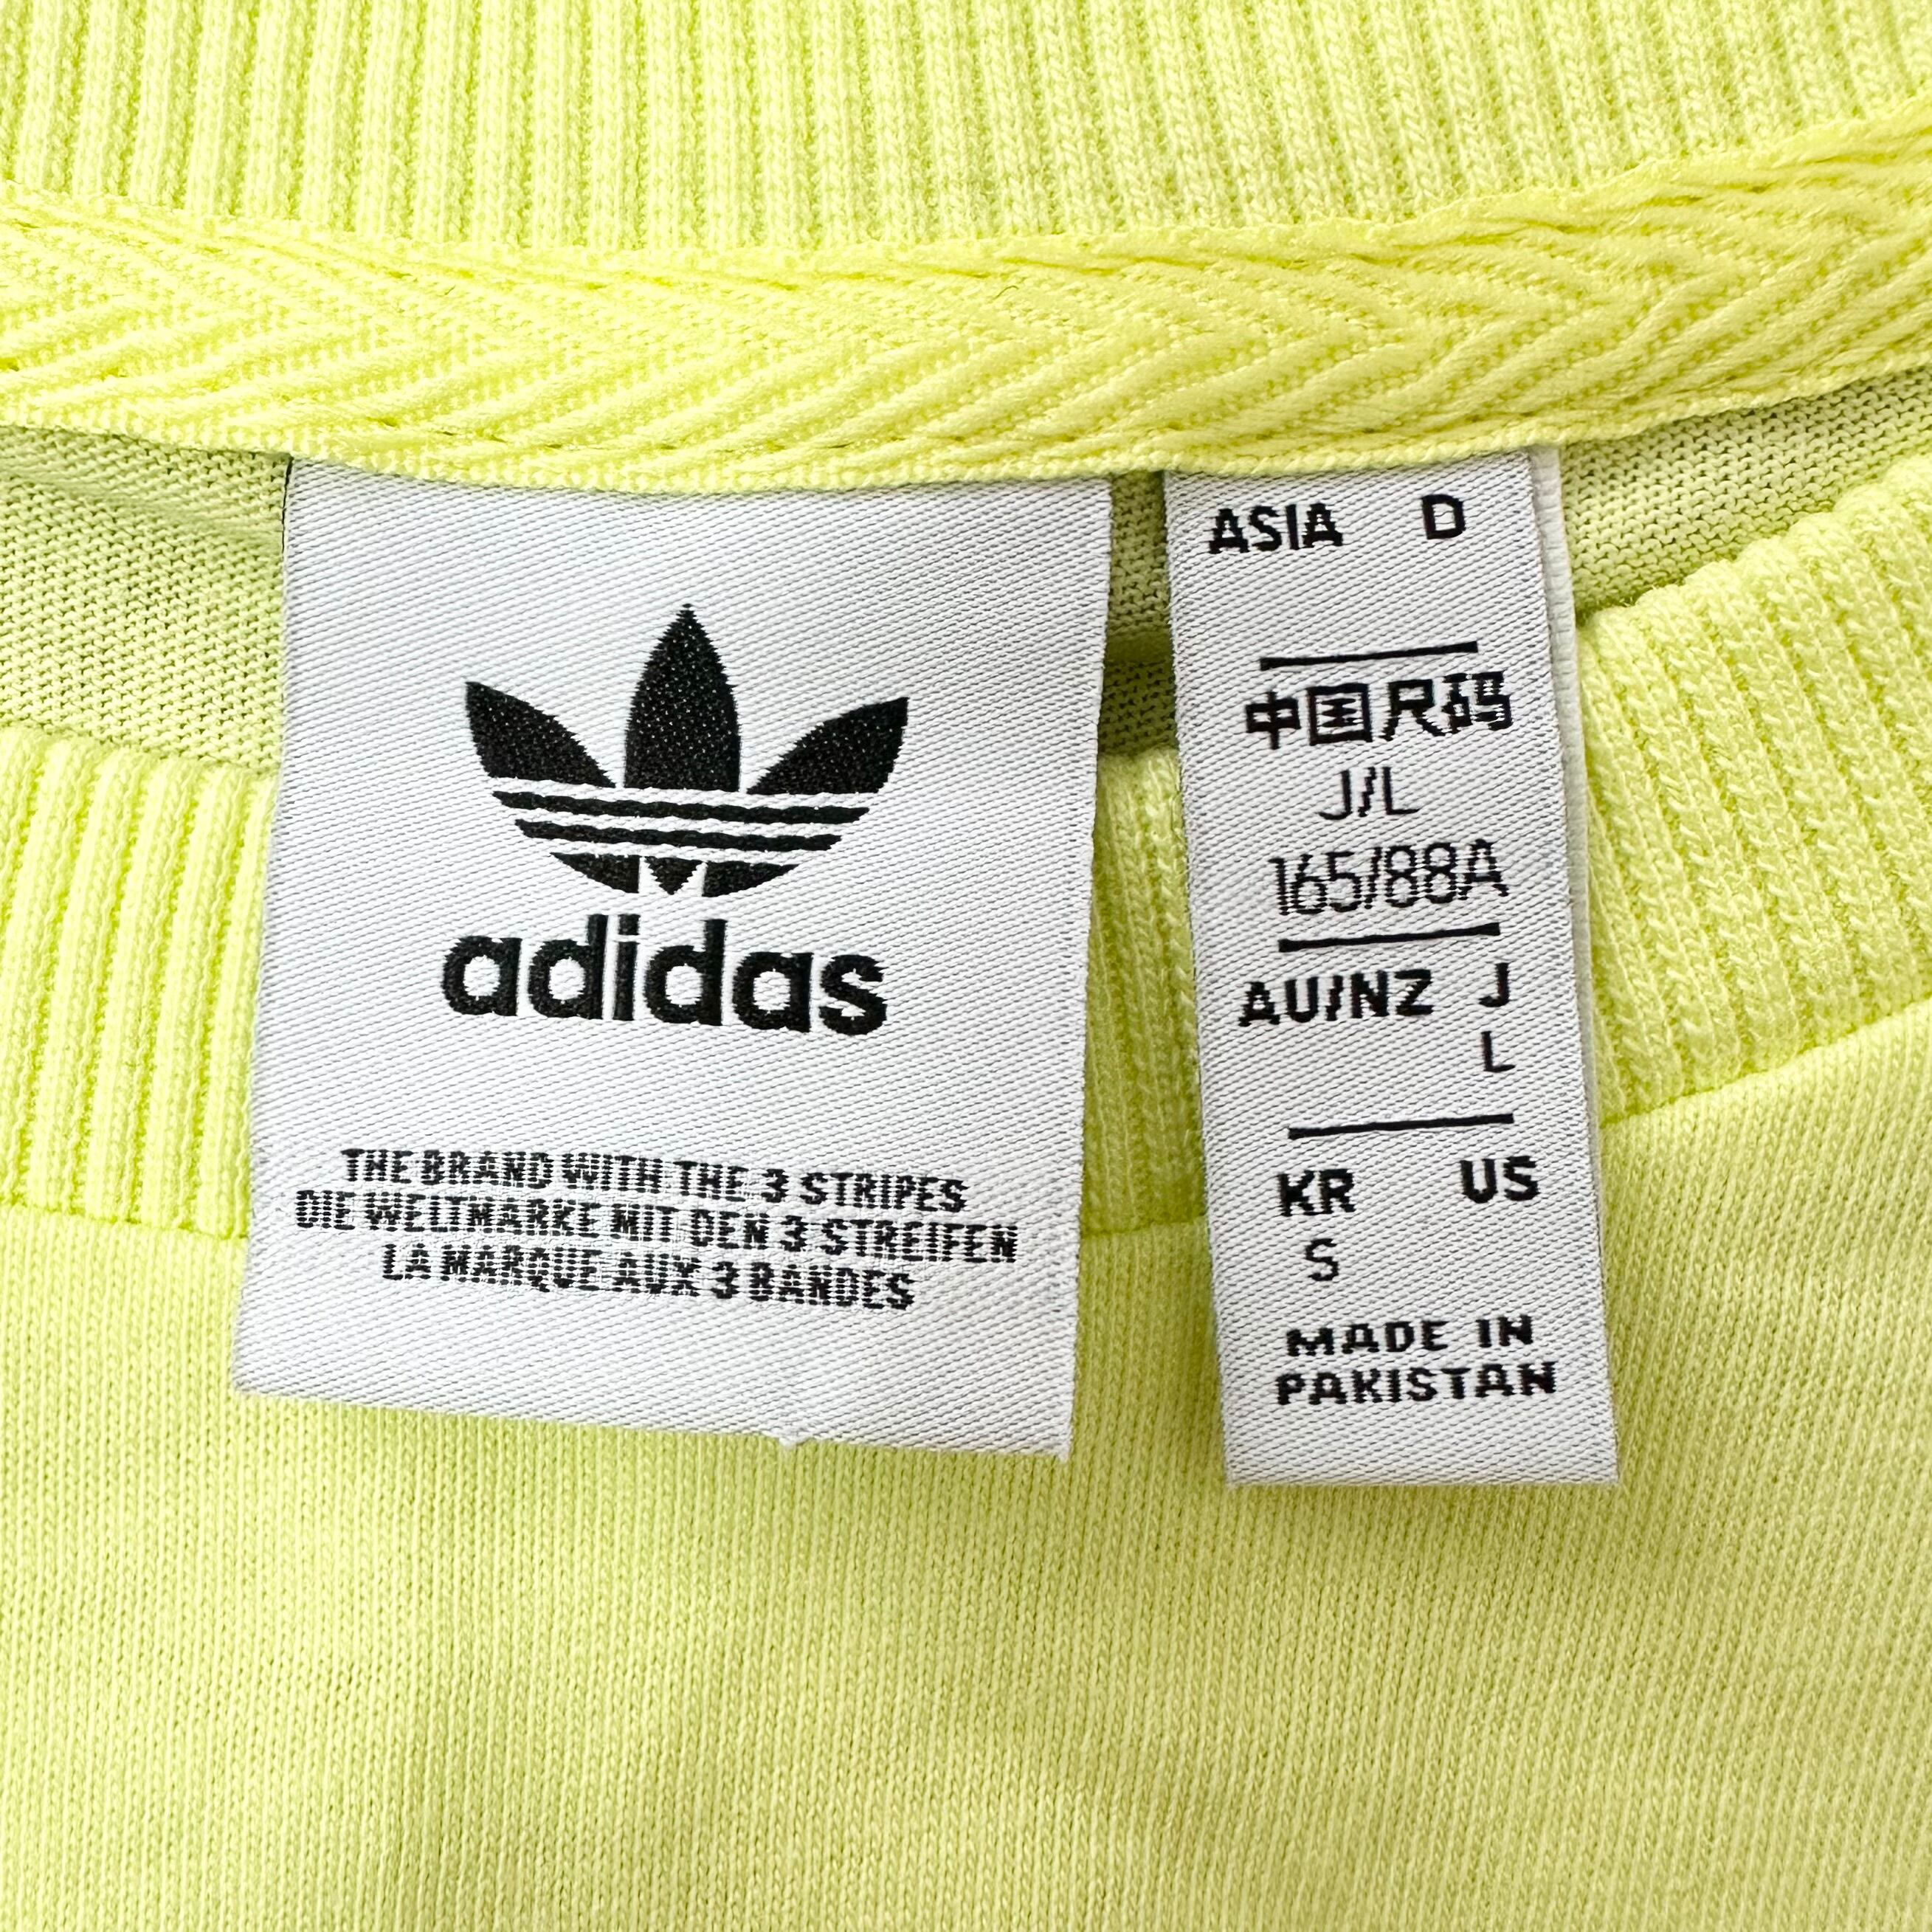 adidas
THE BRAND WITH THE 3 STRIPES
DIE WELTMARKE MIT DEN 3 STREIFEN
LA MARQUE AUX 3 BANDES
ASIA D
中国尺码
J/L
165/88A
AU/NZ J
L
KR US
S
MADE IN
PAKISTAN